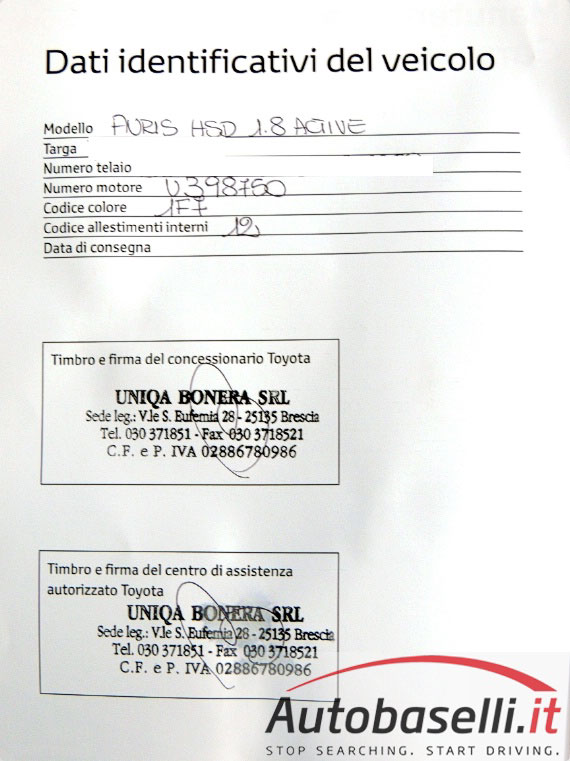 Dati identificativi del veicolo
Modello AURIS HSD 1.8 ACTIVE
Targa
Numero telaio
Numero motore U398750
Codice colore 1F7
Codice allestimenti interni 12
Data di consegna
Timbro e firma del concessionario Toyota
UNIQA BONERA SRL
Sede leg.: V.le S. Eufemia 28 - 25135 Brescia
Tel. 030 371851 - Fax 030 3718521
C.F. e P. IVA 02886780986
Timbro e firma del centro di assistenza
autorizzato Toyota
UNIQA BONERA SRL
Sede leg.: V.le S. Eufemia 28 - 25135 Brescia
Tel. 030 371851 - Fax 030 3718521
C.F. e P. IVA 02886780986
Autobaselli.it
STOP SEARCHING. START DRIVING.